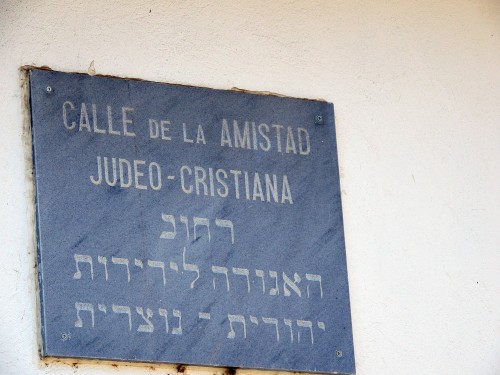 CALLE DE LA AMISTAD
JUDEO - CRISTIANA
רחוב
האגודה לידידות
יהודית - נוצרית